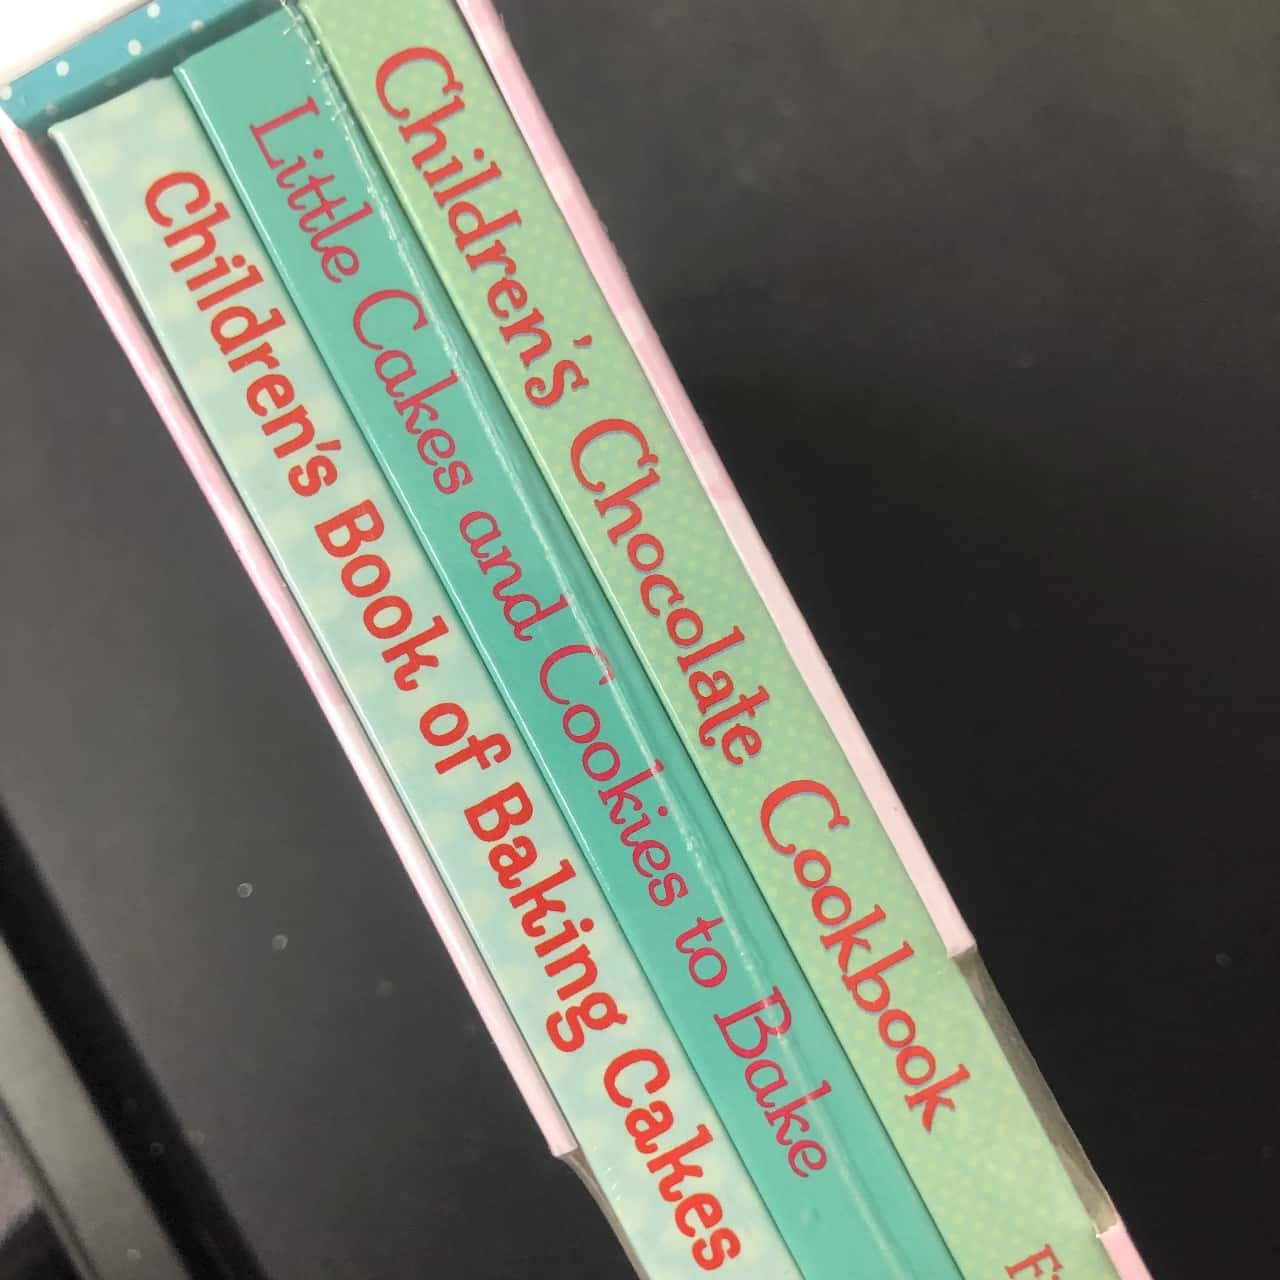 Children's Chocolate Cookbook
Little Cakes and Cookies to Bake
Children's Book of Baking Cakes